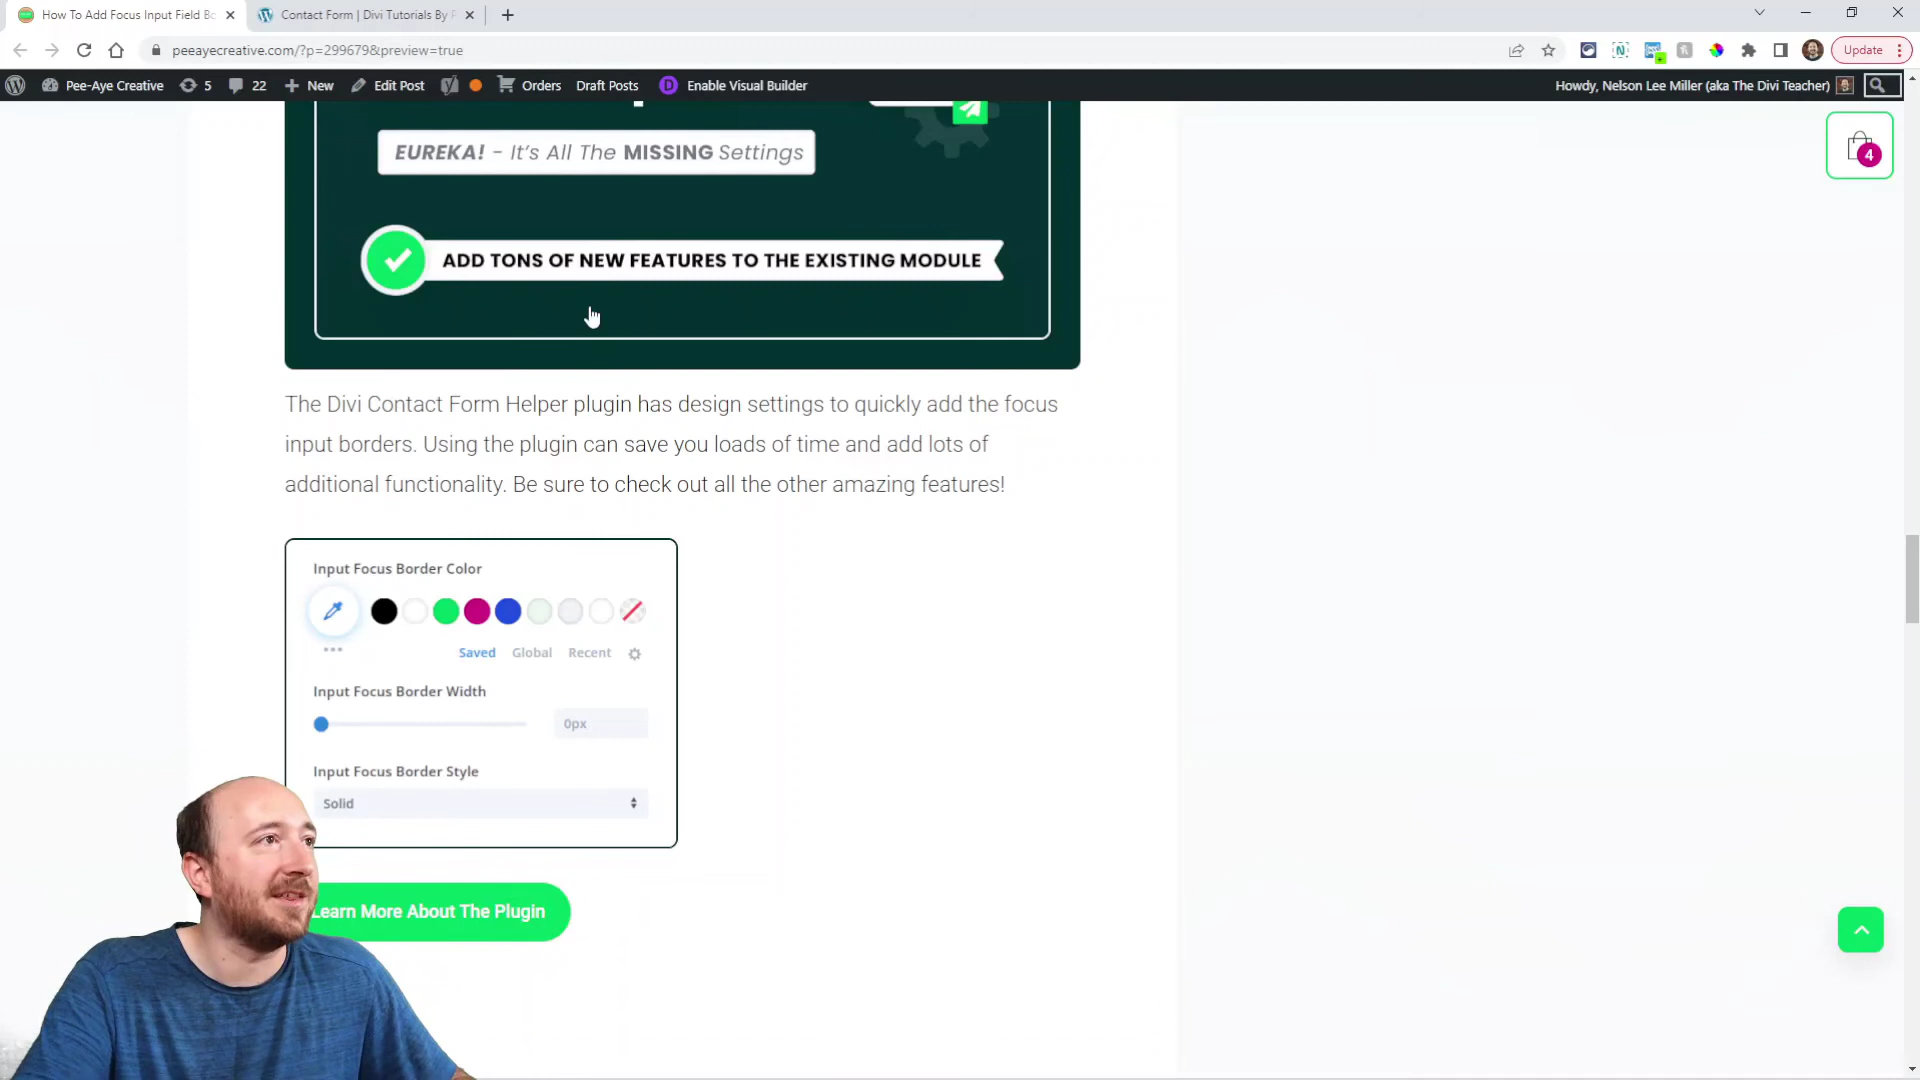 How To Add Focus Input Field Bo
Contact Form | Divi Tutorials By P
peeayecreative.com/?p=299679&preview=true
Update
Pee-Aye Creative
5
22
New
Edit Post
Orders
Draft Posts
D
Enable Visual Builder
Howdy, Nelson Lee Miller (aka The Divi Teacher)
4
EUREKA! - It's All The MISSING Settings
ADD TONS OF NEW FEATURES TO THE EXISTING MODULE
The Divi Contact Form Helper plugin has design settings to quickly add the focus
input borders. Using the plugin can save you loads of time and add lots of
additional functionality. Be sure to check out all the other amazing features!
Input Focus Border Color
Saved
Global
Recent
Input Focus Border Width
0px
Input Focus Border Style
Solid
Learn More About The Plugin